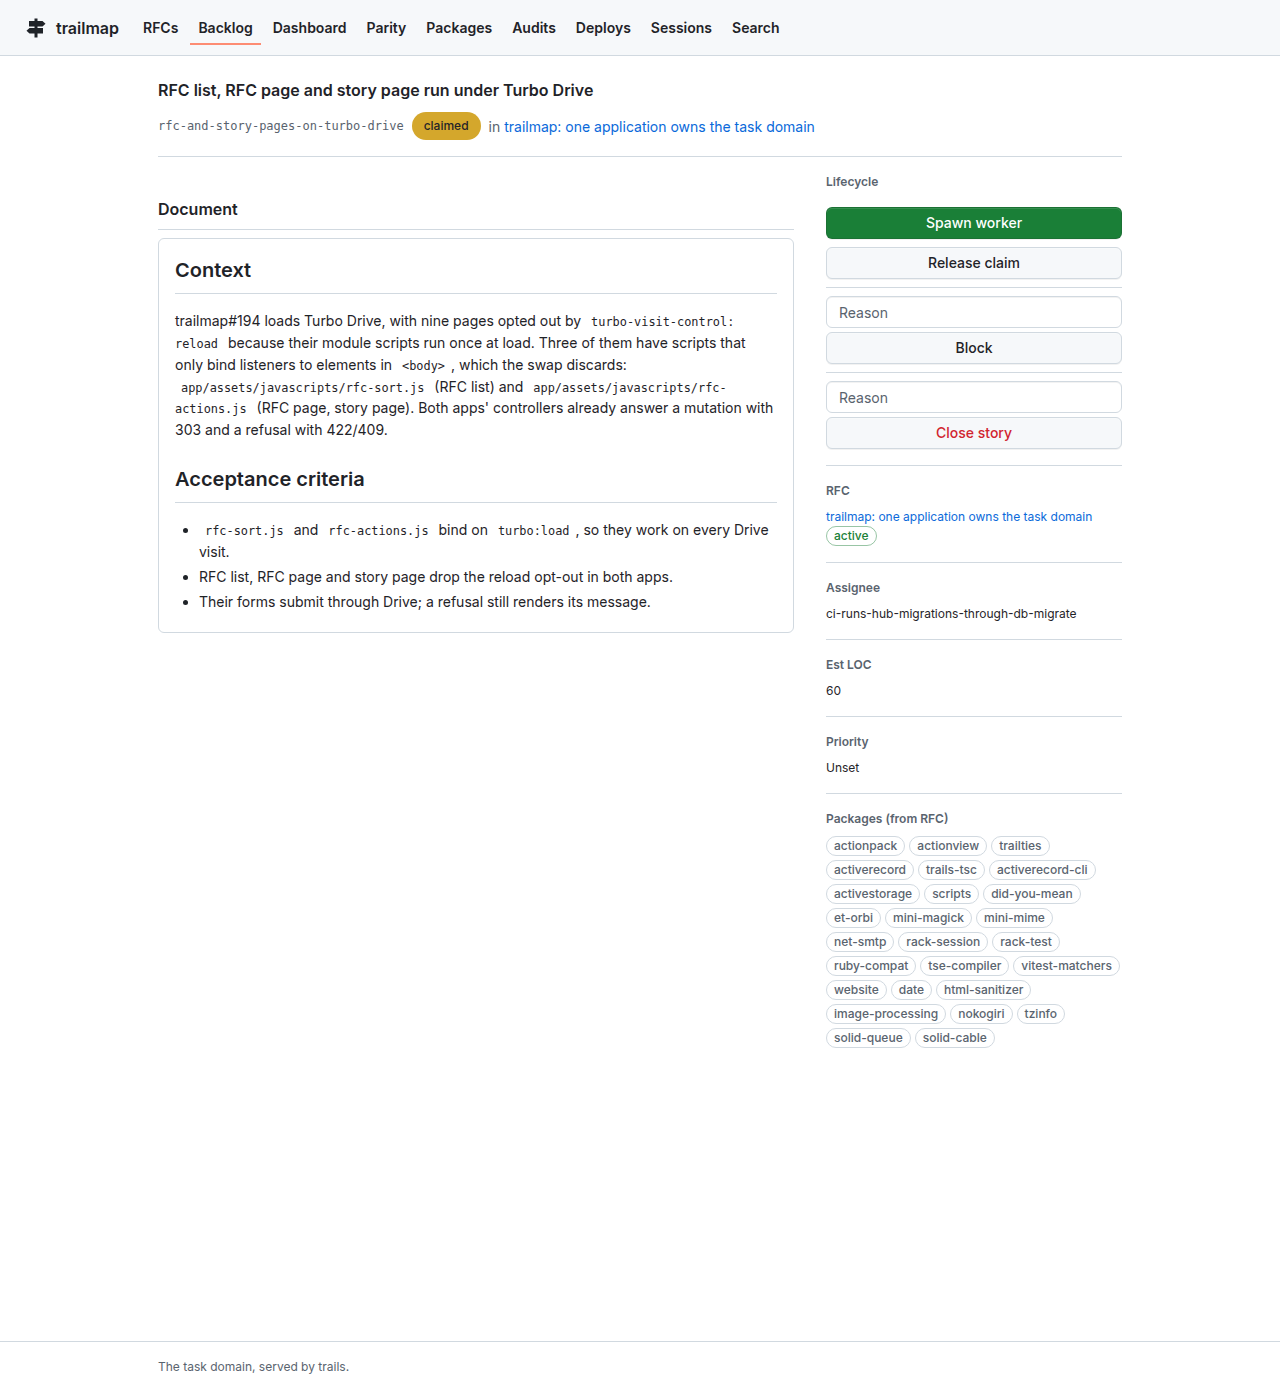 trailmap RFCs Backlog Dashboard Parity Packages Audits Deploys Sessions Search
RFC list, RFC page and story page run under Turbo Drive
rfc-and-story-pages-on-turbo-drive claimed in trailmap: one application owns the task domain
Document
Context
trailmap#194 loads Turbo Drive, with nine pages opted out by turbo-visit-control:
reload because their module scripts run once at load. Three of them have scripts that
only bind listeners to elements in <body> , which the swap discards:
app/assets/javascripts/rfc-sort.js (RFC list) and app/assets/javascripts/rfc-
actions.js (RFC page, story page). Both apps' controllers already answer a mutation with
303 and a refusal with 422/409.
Acceptance criteria
• rfc-sort.js and rfc-actions.js bind on turbo:load , so they work on every Drive
visit.
• RFC list, RFC page and story page drop the reload opt-out in both apps.
• Their forms submit through Drive; a refusal still renders its message.
Lifecycle
Spawn worker
Release claim
Reason
Block
Reason
Close story
RFC
trailmap: one application owns the task domain
active
Assignee
ci-runs-hub-migrations-through-db-migrate
Est LOC
60
Priority
Unset
Packages (from RFC)
actionpack actionview trailties
activerecord trails-tsc activerecord-cli
activestorage scripts did-you-mean
et-orbi mini-magick mini-mime
net-smtp rack-session rack-test
ruby-compat tse-compiler vitest-matchers
website date html-sanitizer
image-processing nokogiri tzinfo
solid-queue solid-cable
The task domain, served by trails.